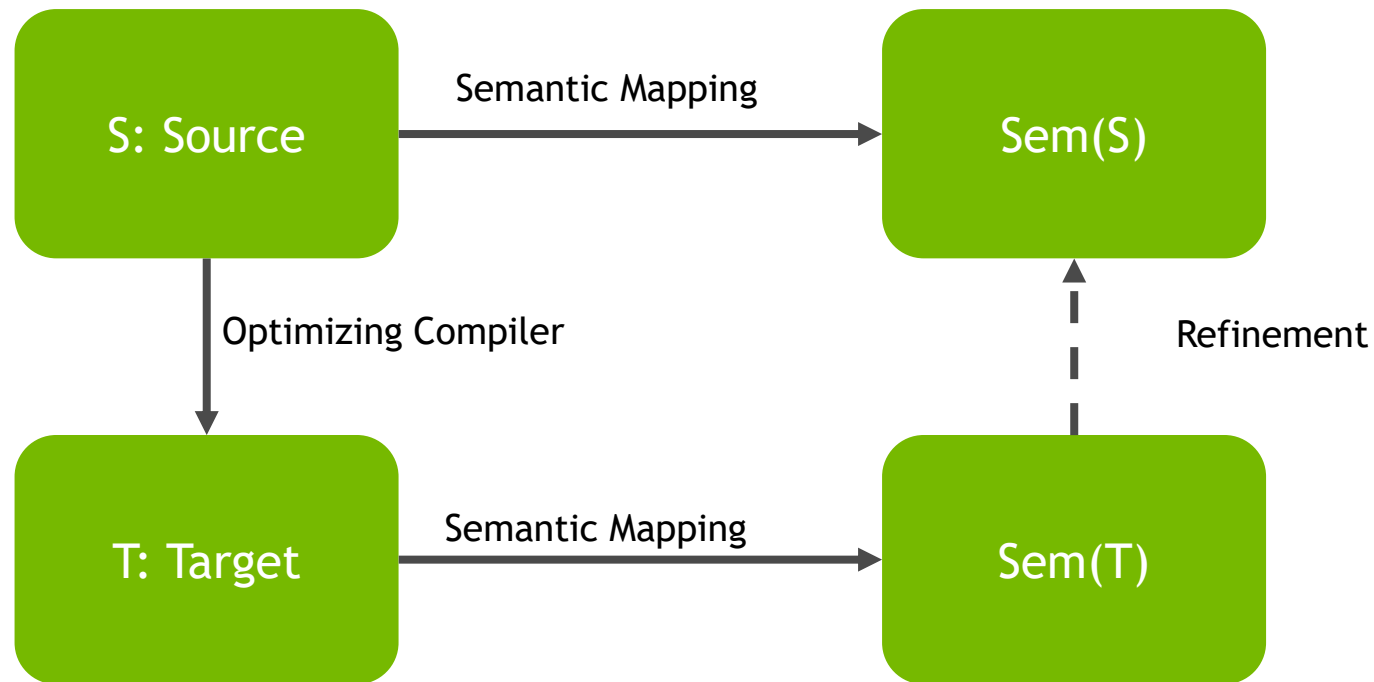 Semantic Mapping
S: Source
Sem(S)
Optimizing Compiler
Refinement
Semantic Mapping
T: Target
Sem(T)